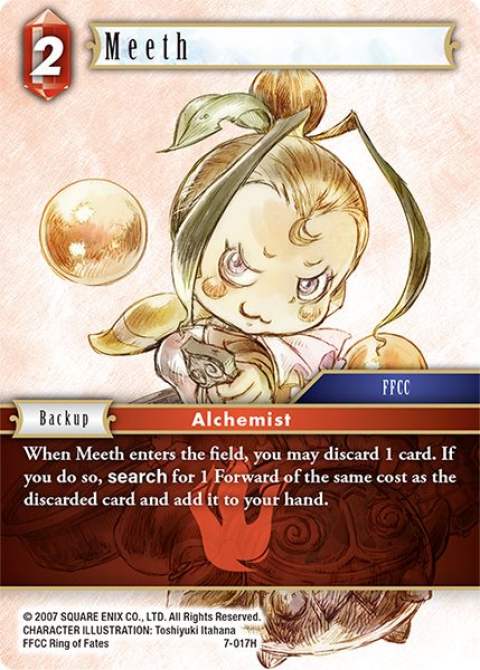 2
Meeth
FFCC
Backup
Alchemist
When Meeth enters the field, you may discard 1 card. If
you do so, search for 1 Forward of the same cost as the
discarded card and add it to your hand.
© 2007 SQUARE ENIX CO., LTD. All Rights Reserved.
CHARACTER ILLUSTRATION: Toshiyuki Itahana
FFCC Ring of Fates
7-017H